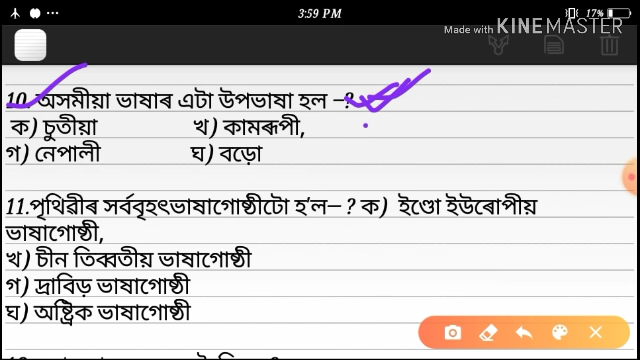 3:59 PM
17%
Made with KINEMASTER
10. অসমীয়া ভাষাৰ এটা উপভাষা হল –?
ক) চুতীয়া খ) কামৰূপী,
গ) নেপালী ঘ) বড়ো
11.পৃথিৱীৰ সৰ্ববৃহৎভাষাগোষ্ঠীটো হ'ল– ? ক) ইণ্ডো ইউৰোপীয়
ভাষাগোষ্ঠী,
খ) চীন তিব্বতীয় ভাষাগোষ্ঠী
গ) দ্ৰাবিড় ভাষাগোষ্ঠী
ঘ) অষ্ট্ৰিক ভাষাগোষ্ঠী